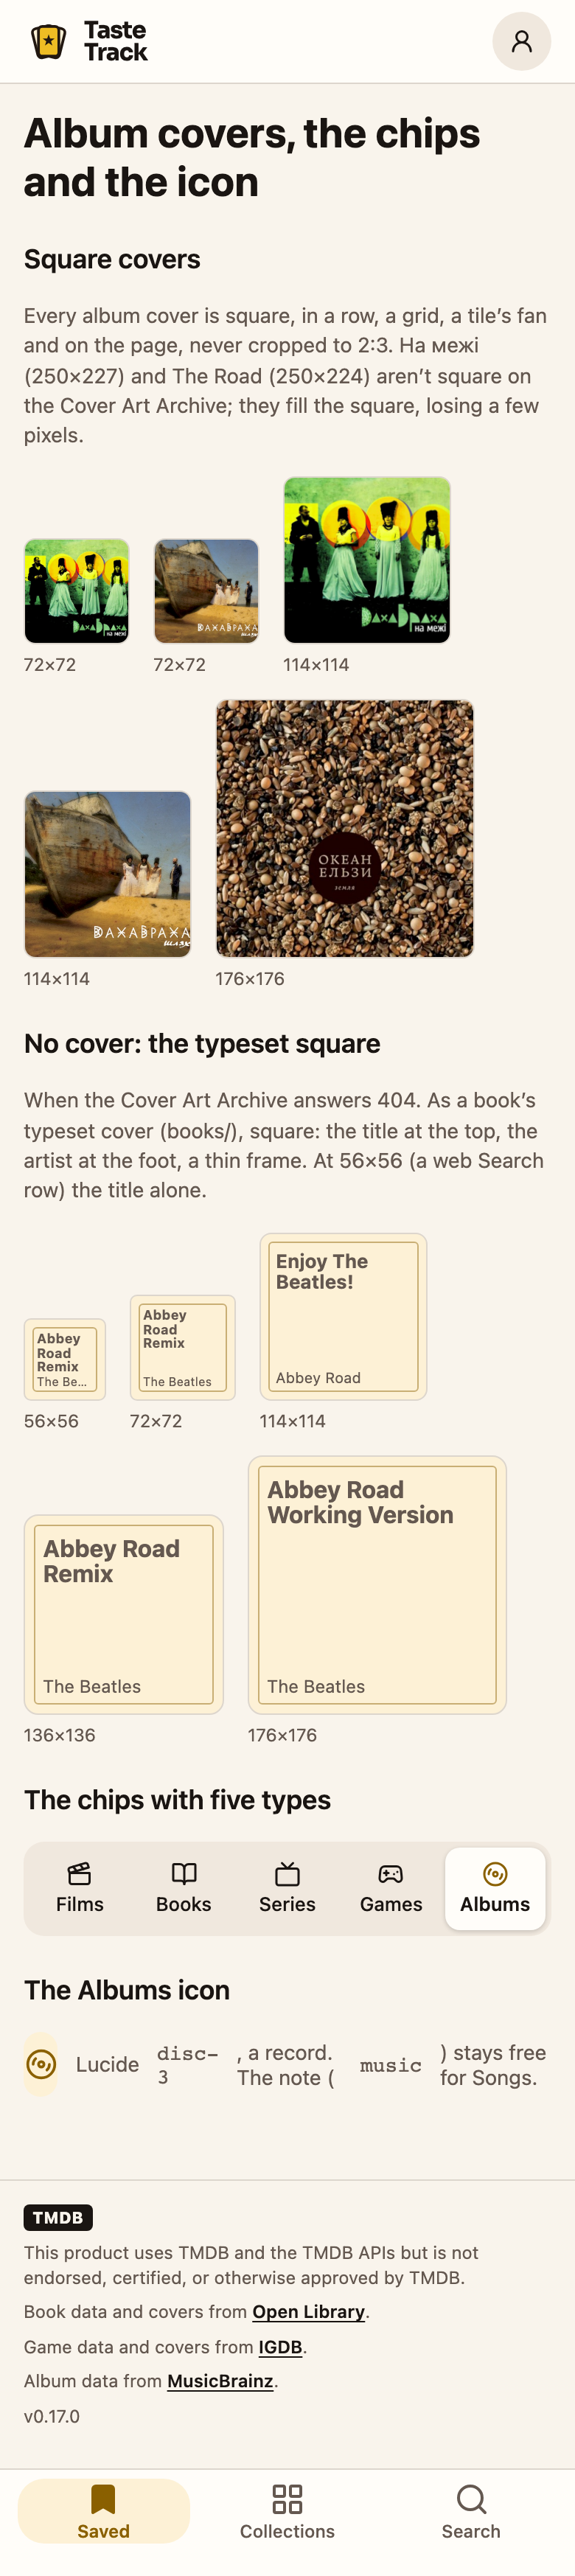 Taste
Track
Album covers, the chips
and the icon
Square covers
Every album cover is square, in a row, a grid, a tile’s fan
and on the page, never cropped to 2:3. На межі
(250×227) and The Road (250×224) aren’t square on
the Cover Art Archive; they fill the square, losing a few
pixels.
ДахаБраха
на межі
ДАХАБРАХА
шлях
ДахаБраха
на межі
72×72
72×72
114×114
ДАХАБРАХА
шлях
ОКЕАН
ЕЛЬЗИ
земля
114×114
176×176
No cover: the typeset square
When the Cover Art Archive answers 404. As a book’s
typeset cover (books/), square: the title at the top, the
artist at the foot, a thin frame. At 56×56 (a web Search
row) the title alone.
Abbey
Road
Remix
The Be...
Abbey
Road
Remix
The Beatles
Enjoy The
Beatles!
Abbey Road
56×56
72×72
114×114
Abbey Road
Remix
The Beatles
Abbey Road
Working Version
The Beatles
136×136
176×176
The chips with five types
Films
Books
Series
Games
Albums
The Albums icon
Lucide
disc-
3
, a record.
The note (
music
) stays free
for Songs.
TMDB
This product uses TMDB and the TMDB APIs but is not
endorsed, certified, or otherwise approved by TMDB.
Book data and covers from Open Library.
Game data and covers from IGDB.
Album data from MusicBrainz.
v0.17.0
Saved
Collections
Search